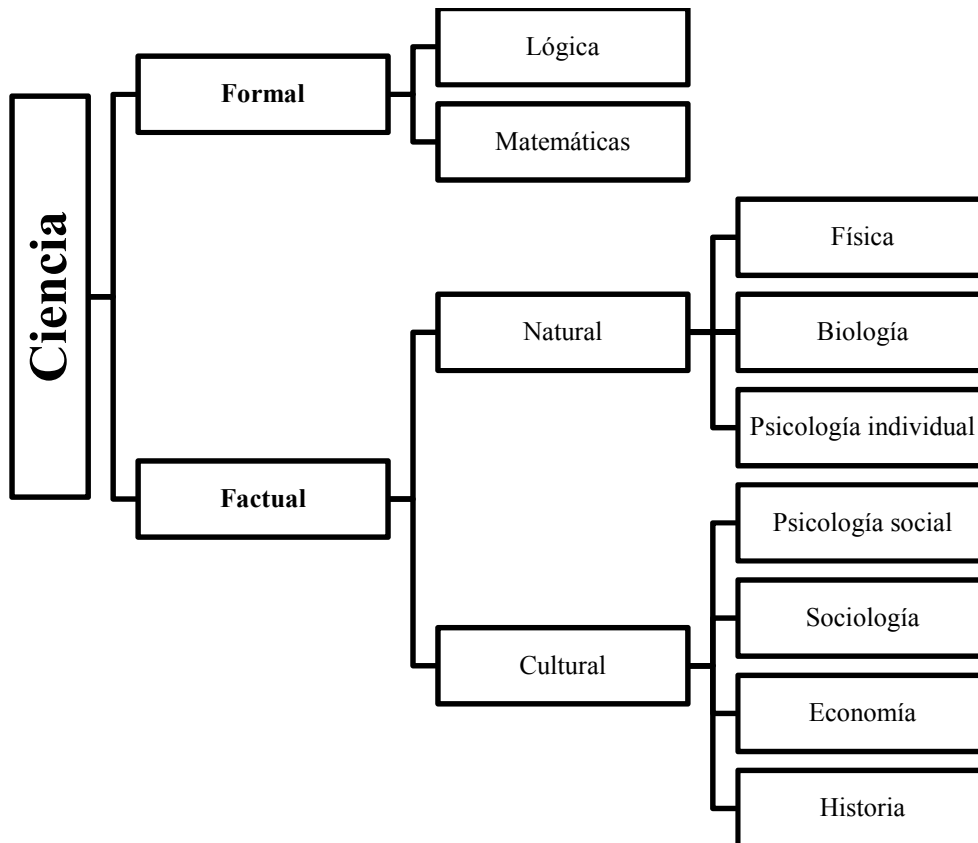 Ciencia
Formal
Lógica
Matemáticas
Factual
Natural
Física
Biología
Psicología individual
Cultural
Psicología social
Sociología
Economía
Historia